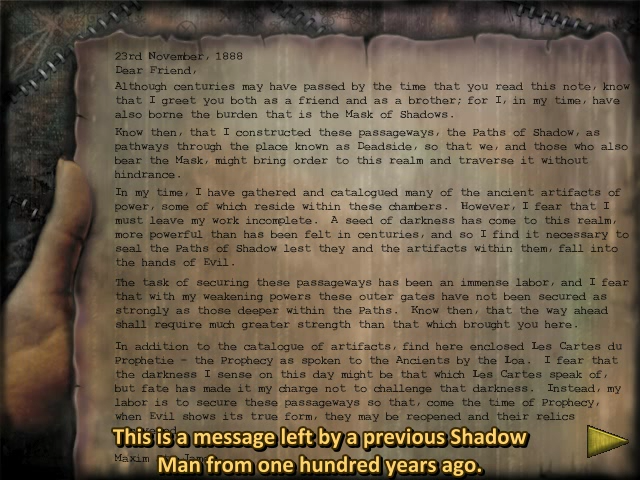 23rd November, 1888
Dear Friend,
Although centuries may have passed by the time that you read this note, know
that I greet you both as a friend and as a brother; for I, in my time, have
also borne the burden that is the Mask of Shadows.
Know then, that I constructed these passageways, the Paths of Shadow, as
pathways through the place known as Deadside, so that we, and those who also
bear the Mask, might bring order to this realm and traverse it without
hindrance.
In my time, I have gathered and catalogued many of the ancient artifacts of
power, some of which reside within these chambers. However, I fear that I
must leave my work incomplete. A seed of darkness has come to this realm,
more powerful than has been felt in centuries, and so I find it necessary to
seal the Paths of Shadow lest they and the artifacts within them, fall into
the hands of Evil.
The task of securing these passageways has been an immense labor, and I fear
that with my weakening powers these outer gates have not been secured as
strongly as those deeper within the Paths. Know then, that the way ahead
shall require much greater strength than that which brought you here.
In addition to the catalogue of artifacts, find here enclosed Les Cartes du
Prophetie - the Prophecy as spoken to the Ancients by the Loa. I fear that
the darkness I sense on this day might be that which Les Cartes speak of,
but fate has made it my charge not to challenge that darkness. Instead, my
labor is to secure these passageways so that, come the time of Prophecy,
when Evil shows its true form, they may be reopened and their relics
This is a message left by a previous Shadow
Man from one hundred years ago.